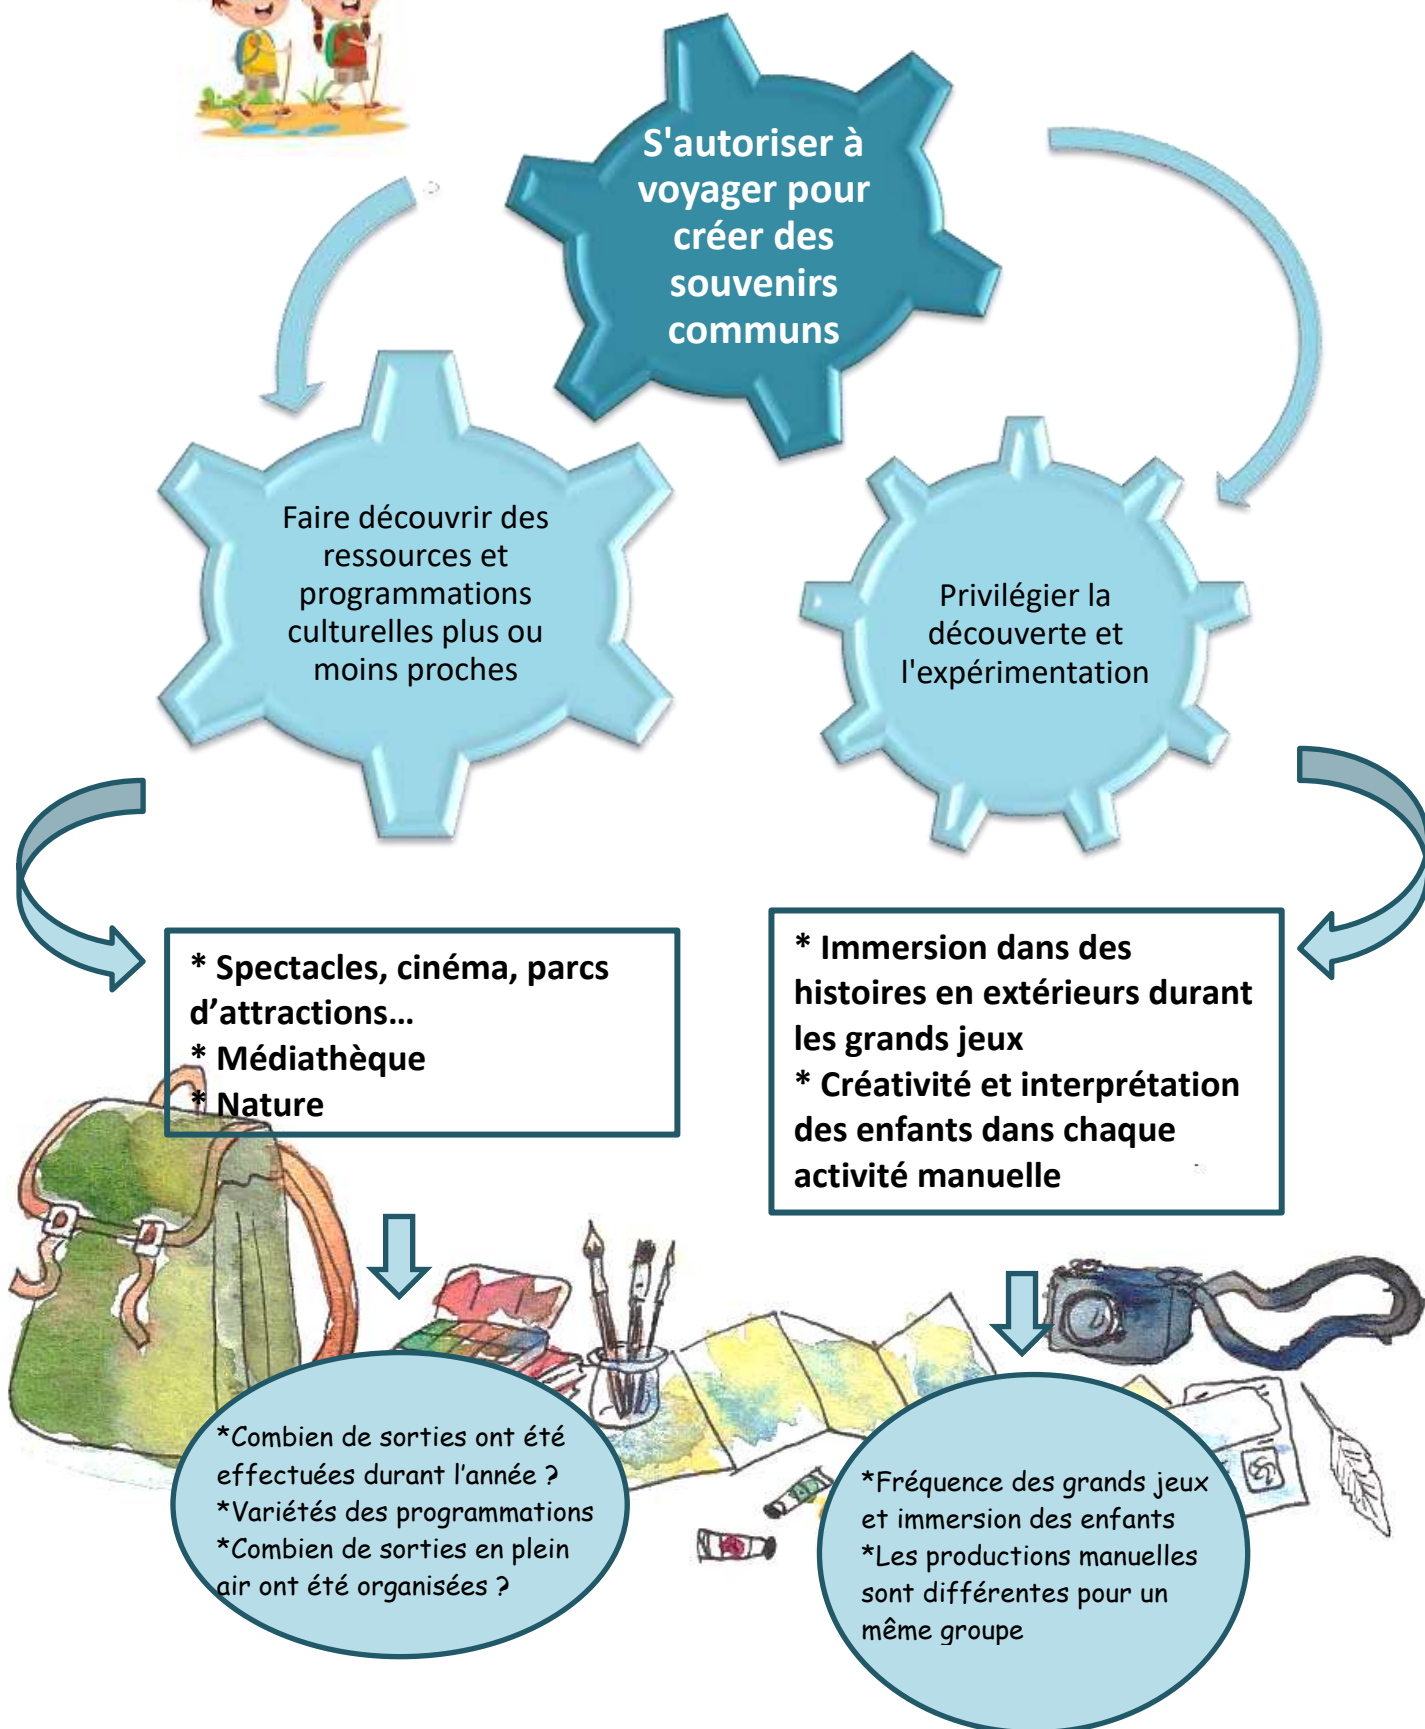 S'autoriser à
voyager pour
créer des
souvenirs
communs
Faire découvrir des
ressources et
programmations
culturelles plus ou
moins proches
Privilégier la
découverte et
l'expérimentation
* Spectacles, cinéma, parcs
d’attractions…
* Médiathèque
* Nature
* Immersion dans des
histoires en extérieurs durant
les grands jeux
* Créativité et interprétation
des enfants dans chaque
activité manuelle
*Combien de sorties ont été
effectuées durant l’année ?
*Variétés des programmations
*Combien de sorties en plein
air ont été organisées ?
*Fréquence des grands jeux
et immersion des enfants
*Les productions manuelles
sont différentes pour un
même groupe